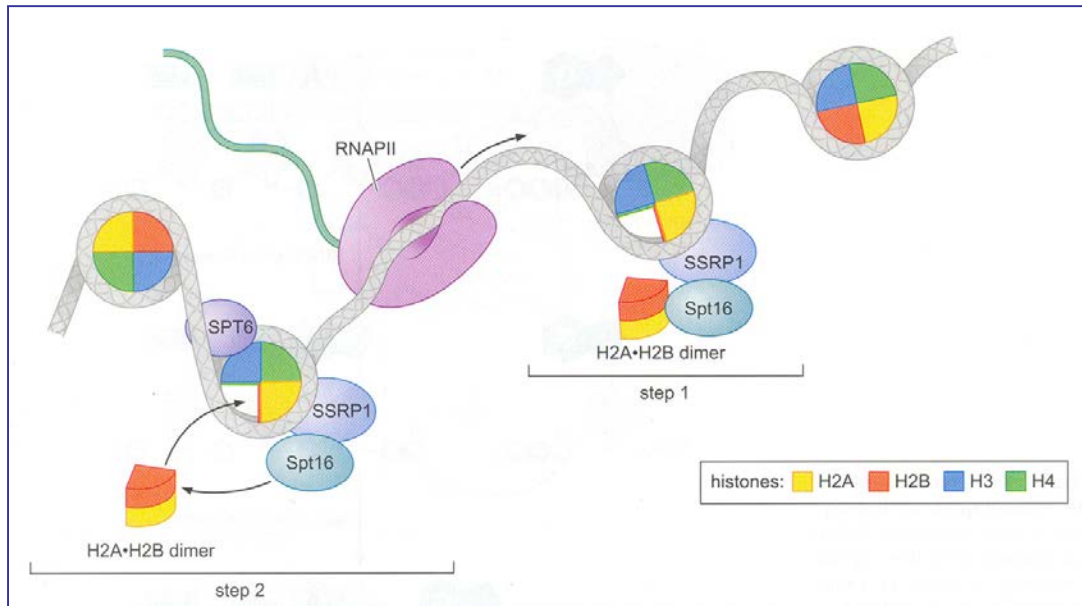 RNAPII
SSRP1
Spt16
H2A•H2B dimer
step 1
SPT6
SSRP1
Spt16
H2A•H2B dimer
step 2
histones: H2A H2B H3 H4